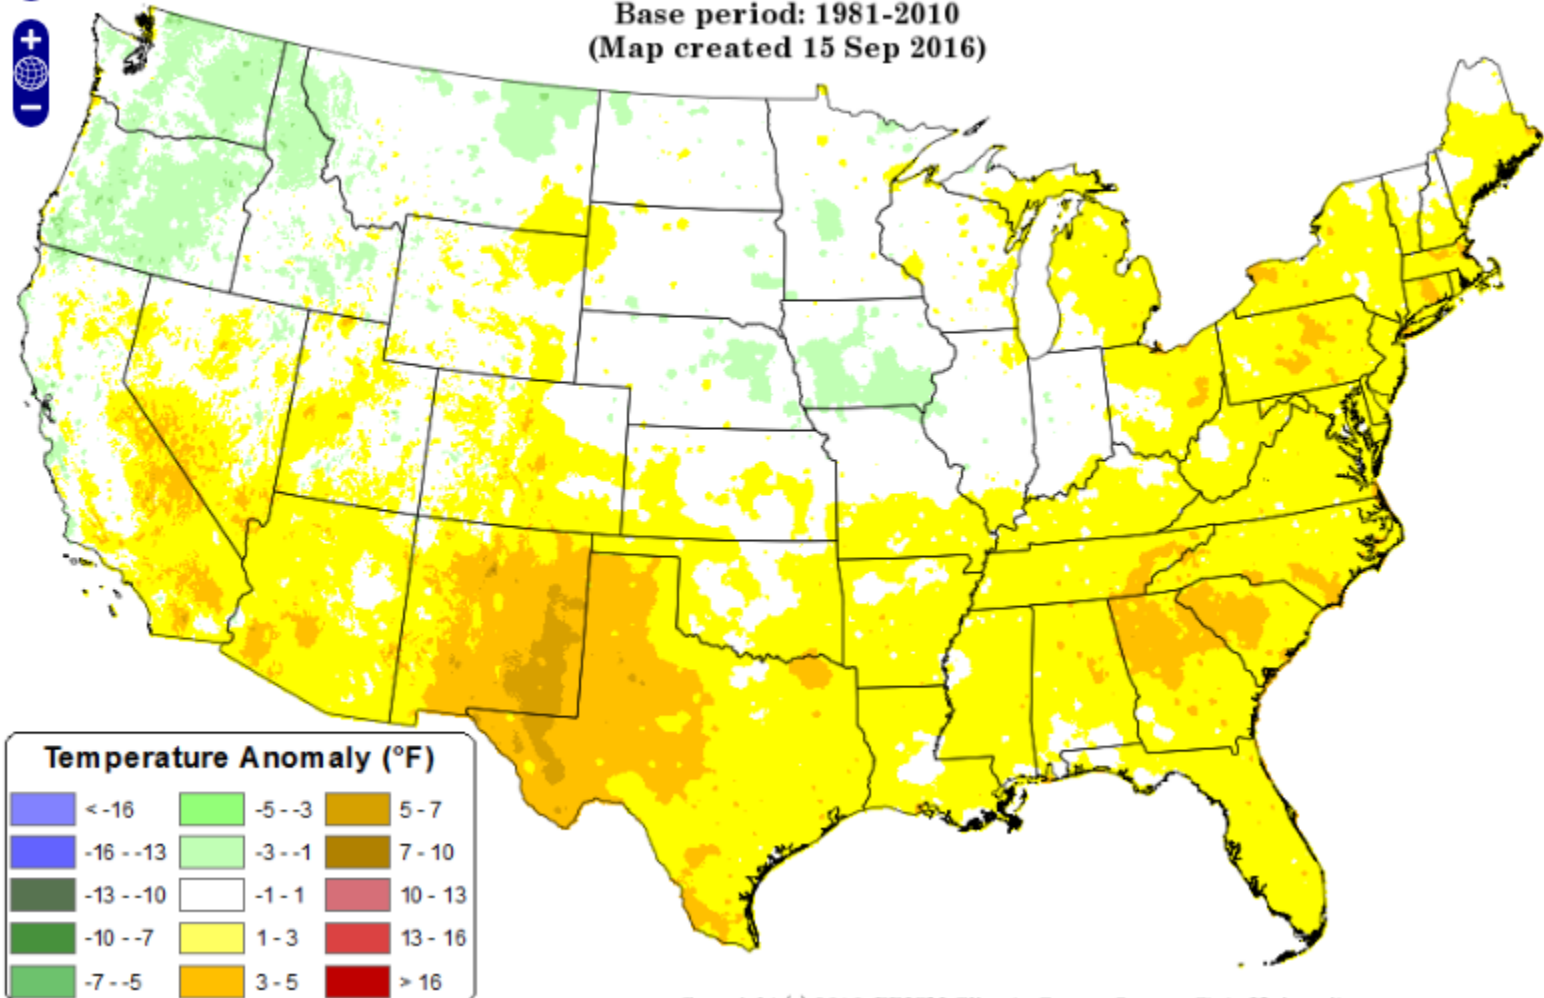 Base period: 1981-2010
(Map created 15 Sep 2016)
Temperature Anomaly (°F)
< -16
-5 - -3
5 - 7
-16 - -13
-3 - -1
7 - 10
-13 - -10
-1 - 1
10 - 13
-10 - -7
1 - 3
13 - 16
-7 - -5
3 - 5
> 16